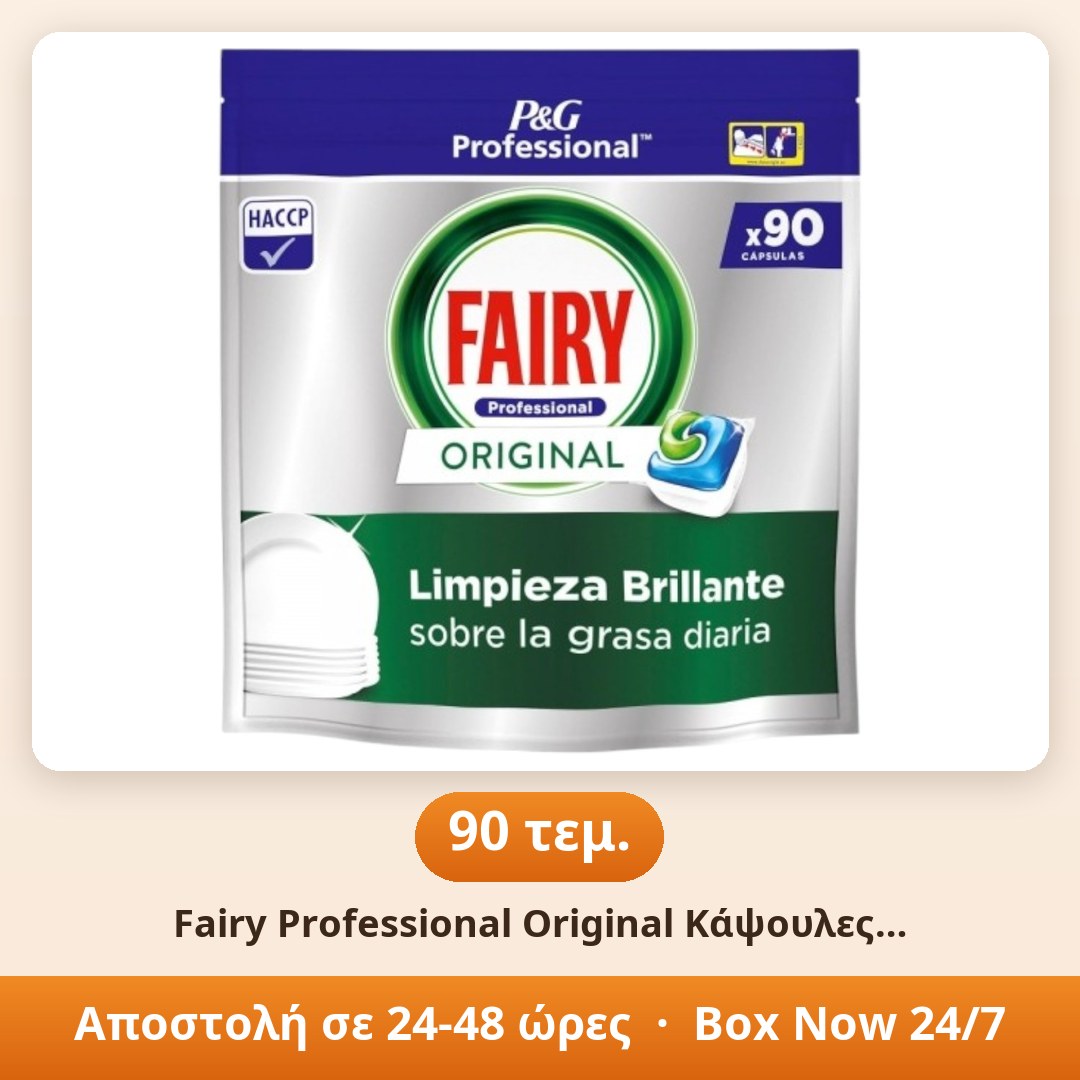 P&G
Professional™
HACCP
x90
CÁPSULAS
FAIRY
Professional
ORIGINAL
Limpieza Brillante
sobre la grasa diaria
90 τεμ.
Fairy Professional Original Κάψουλες...
Αποστολή σε 24-48 ώρες · Box Now 24/7